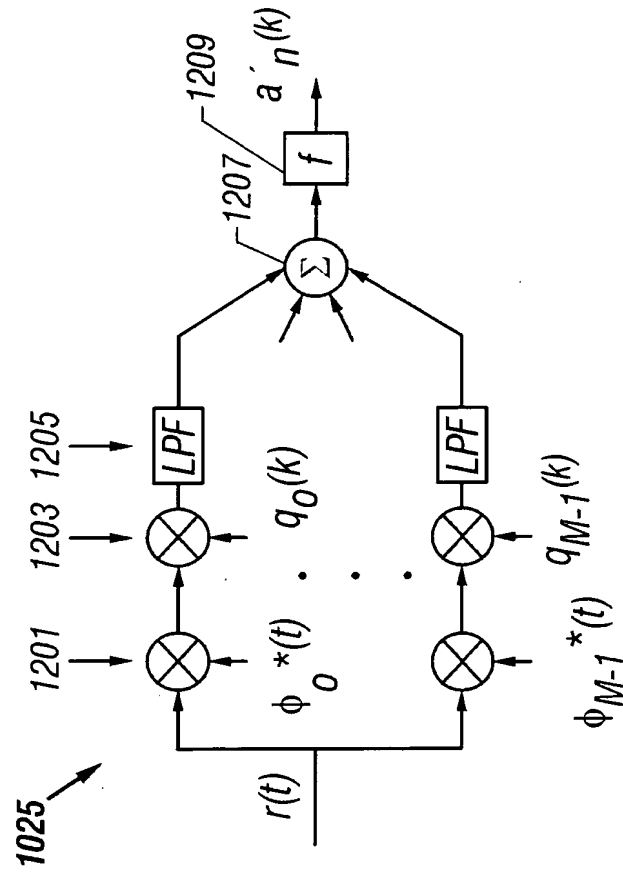 1025
1201
1203
1205
1207
1209
r(t)
ϕ0*(t)
q0(k)
LPF
Σ
f
a´n(k)
. . .
ϕM-1*(t)
qM-1(k)
LPF